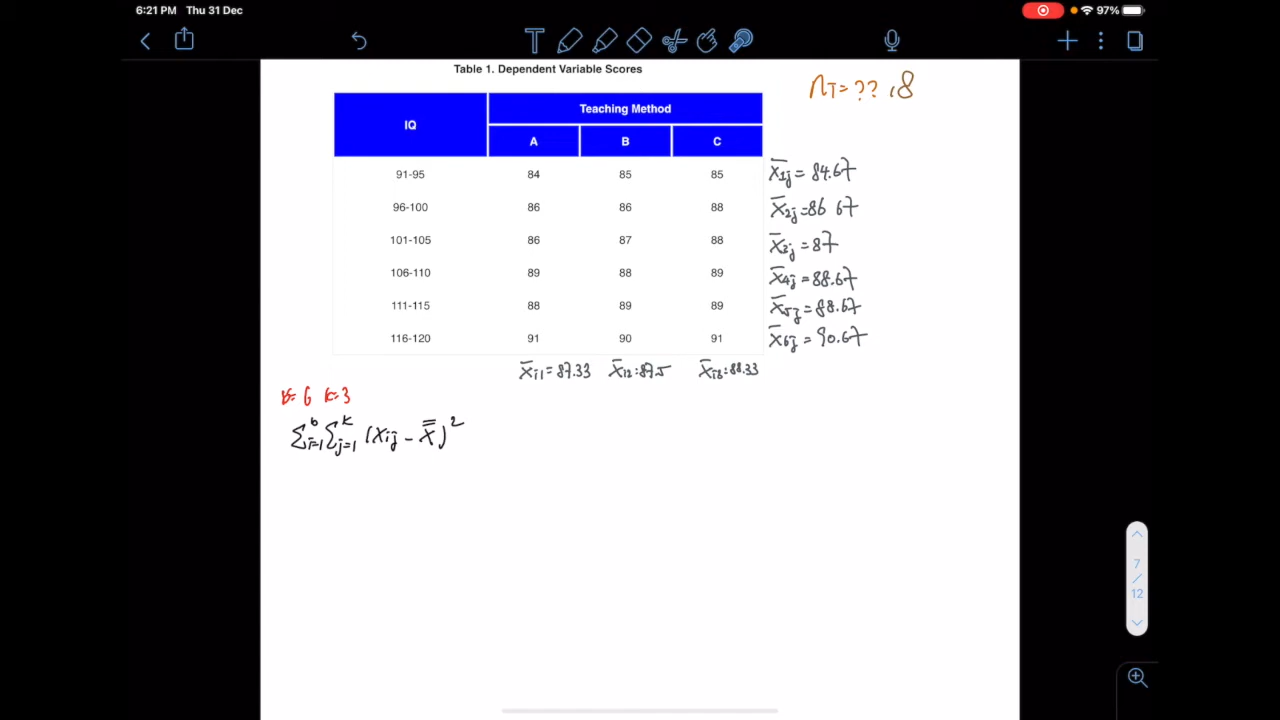 6:21 PM Thu 31 Dec 97%
Table 1. Dependent Variable Scores
n_T = ?? 18
IQ Teaching Method
A B C
91-95 84 85 85 x̄1j = 84.67
96-100 86 86 88 x̄2j = 86 67
101-105 86 87 88 x̄3j = 87
106-110 89 88 89 x̄4j = 88.67
111-115 88 89 89 x̄5j = 88.67
116-120 91 90 91 x̄6j = 90.67
x̄i1 = 87.33 x̄i2 = 87.5 x̄i3 = 88.33
b= 6 k=3
∑i=1^b ∑j=1^k (xij - x̿)^2
7
/
12